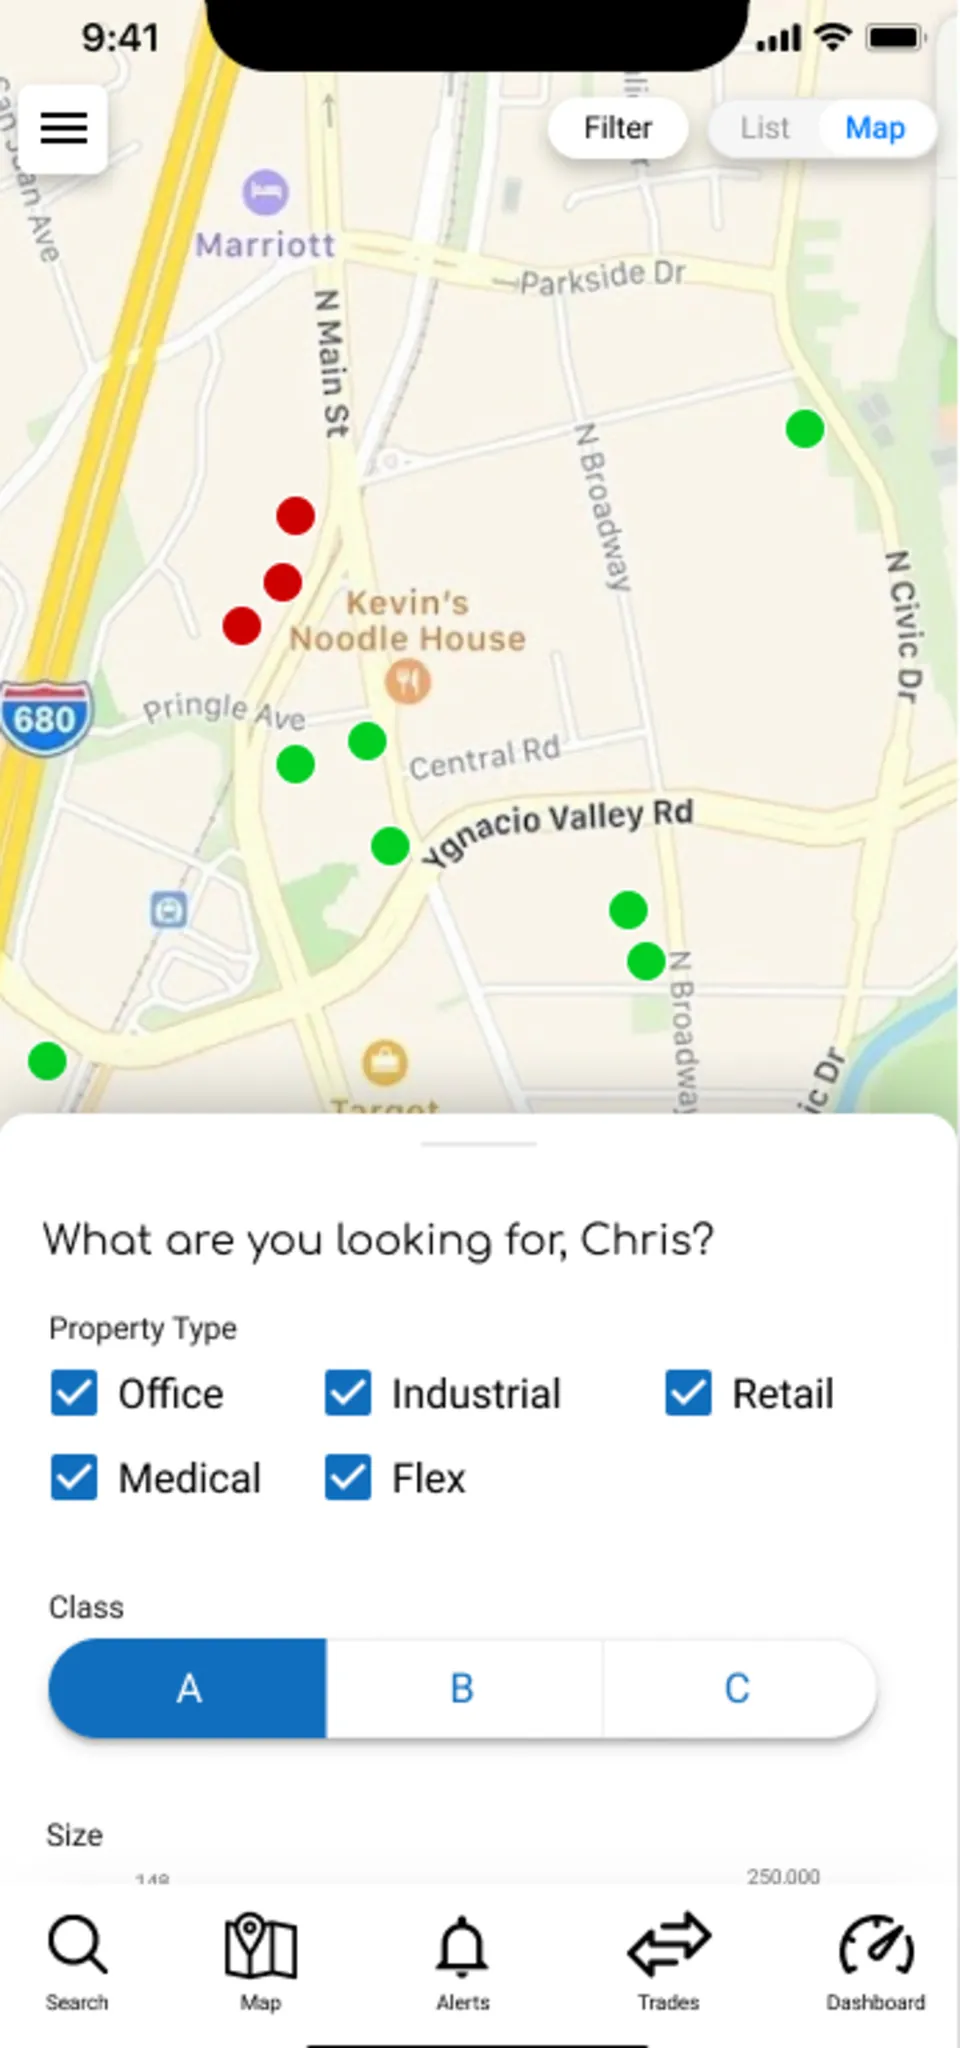 9:41
San Juan Ave
Filter
List
Map
Marriott
Parkside Dr
N Main St
N Broadway
N Civic Dr
Kevin's
Noodle House
680
Pringle Ave
Central Rd
Ygnacio Valley Rd
N Broadway
ic Dr
Target
What are you looking for, Chris?
Property Type
Office
Industrial
Retail
Medical
Flex
Class
A
B
C
Size
148
250,000
Search
Map
Alerts
Trades
Dashboard